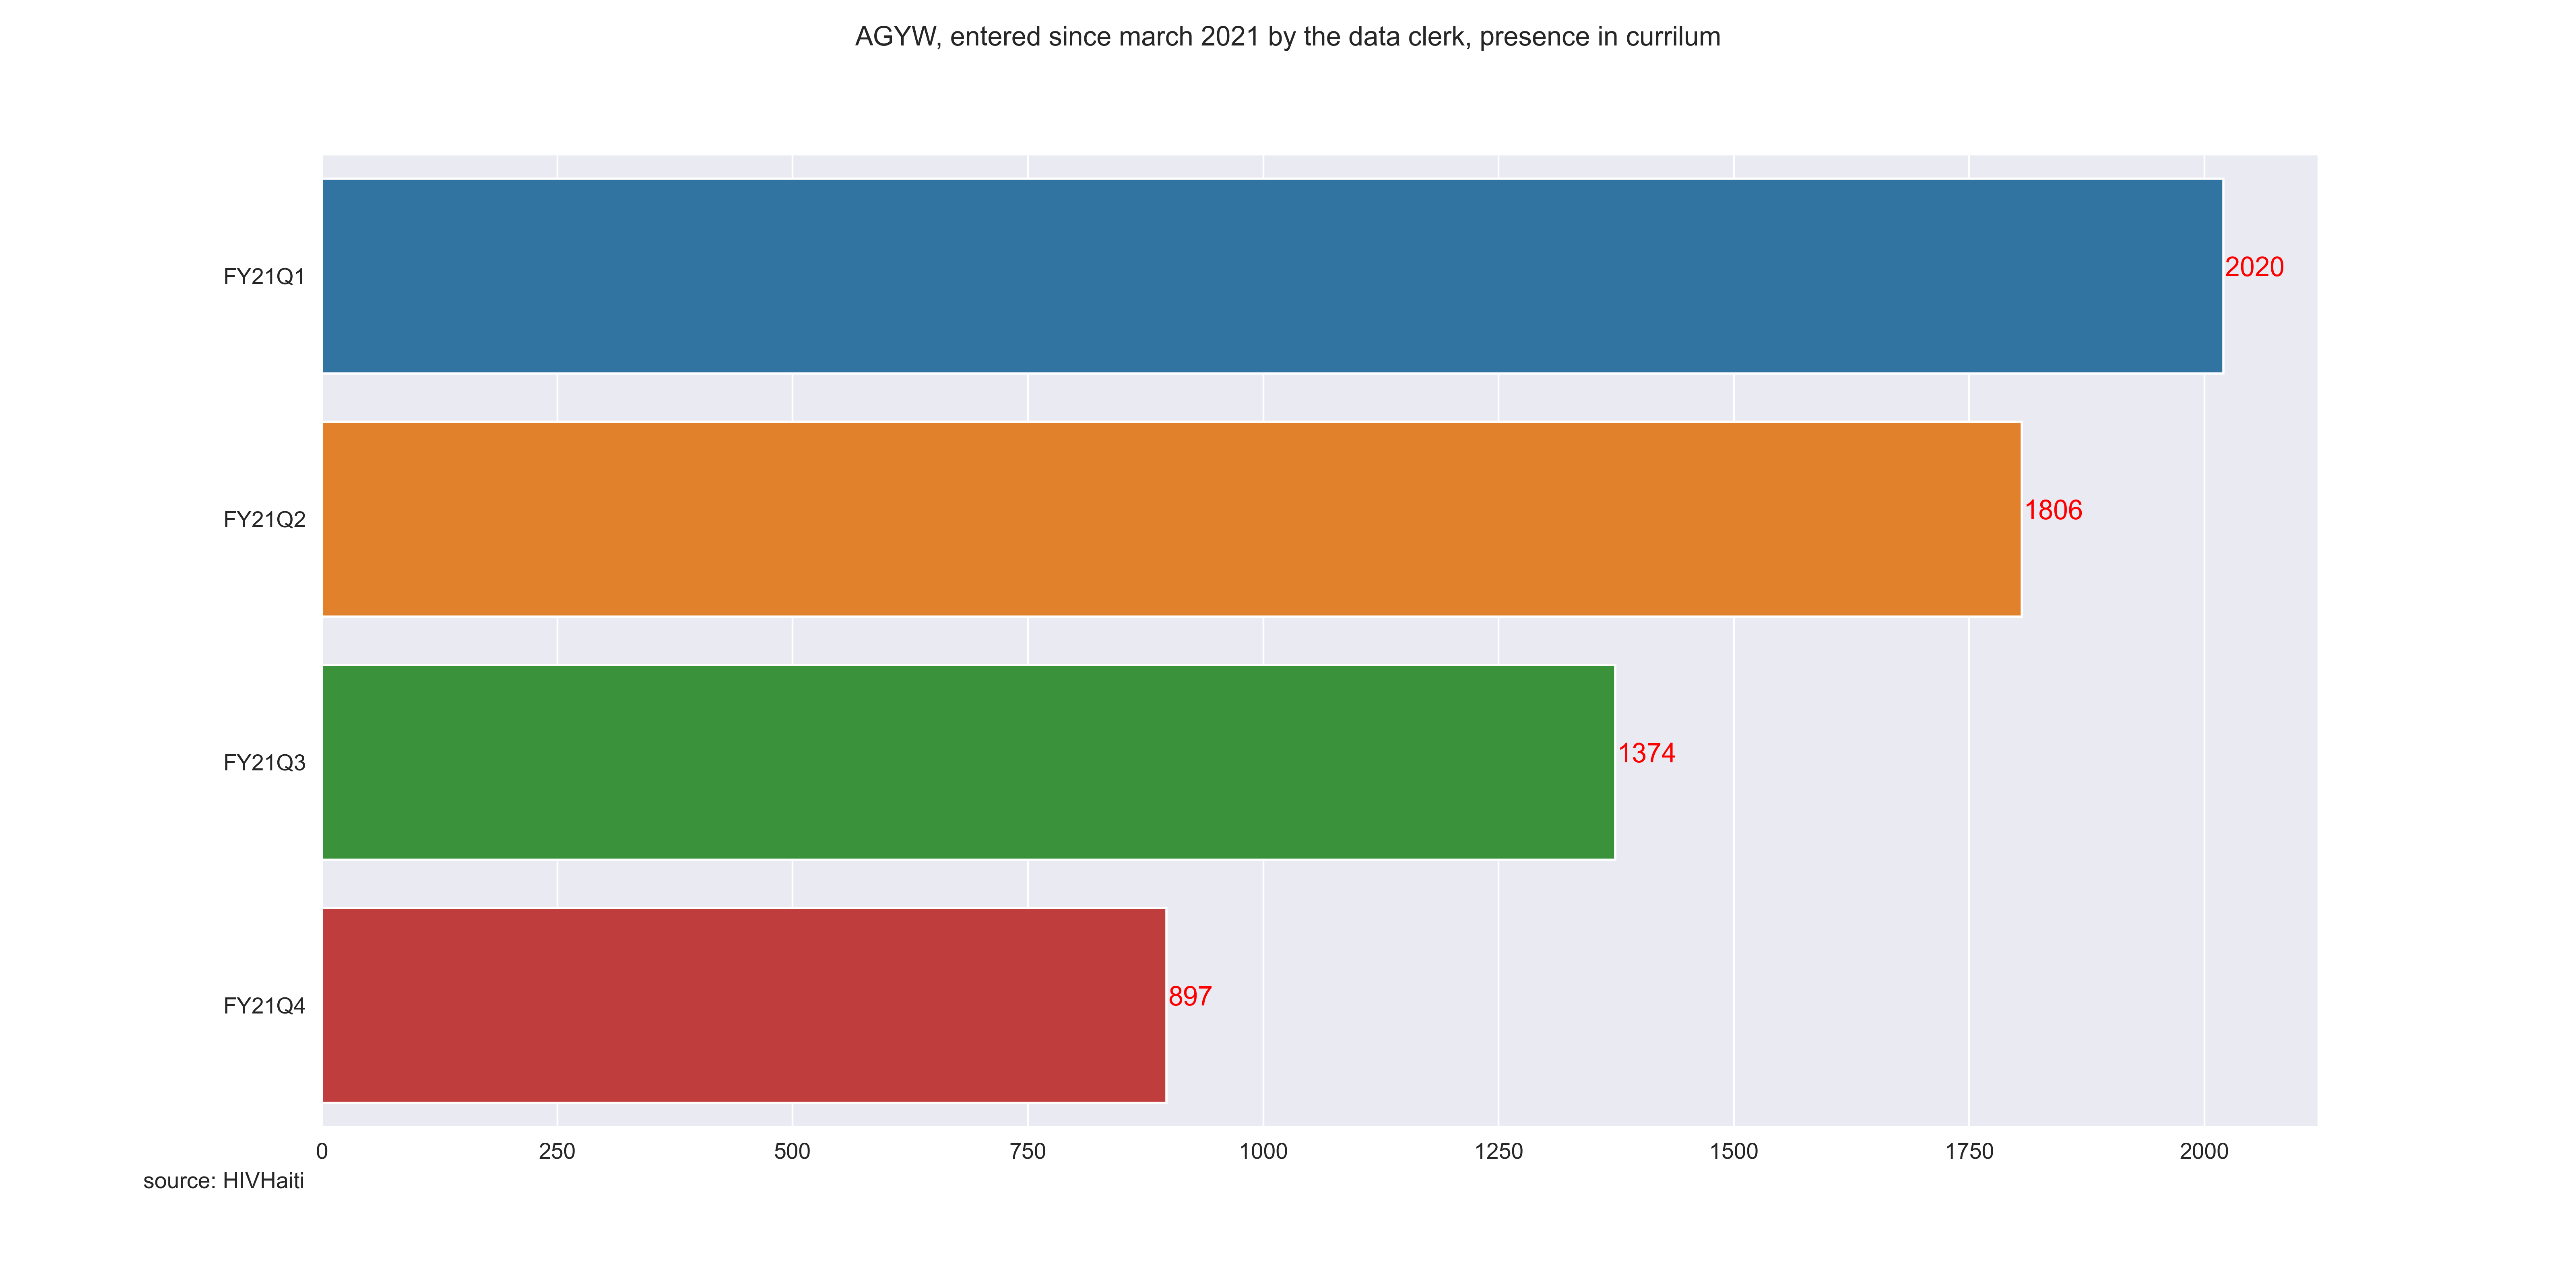 AGYW, entered since march 2021 by the data clerk, presence in currilum
FY21Q1
2020
FY21Q2
1806
FY21Q3
1374
FY21Q4
897
0 250 500 750 1000 1250 1500 1750 2000
source: HIVHaiti